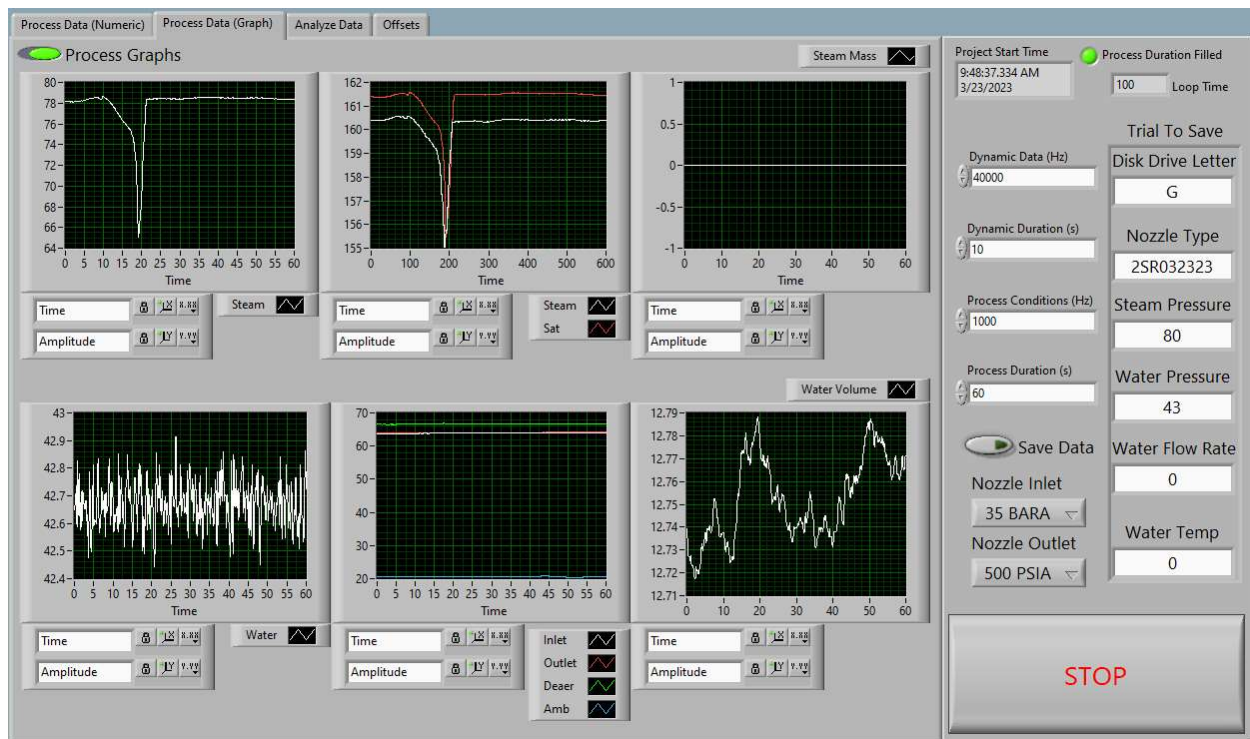 Process Data (Numeric) Process Data (Graph) Analyze Data Offsets
Process Graphs
Steam Mass
80
78
76
74
72
70
68
66
64
0 5 10 15 20 25 30 35 40 45 50 55 60
Time
162
161
160
159
158
157
156
155
0 100 200 300 400 500 600
Time
1
0.5
0
-0.5
-1
0 10 20 30 40 50 60
Time
Time
Amplitude
Steam
Time
Amplitude
Steam
Sat
Time
Amplitude
Water Volume
43
42.9
42.8
42.7
42.6
42.5
42.4
0 5 10 15 20 25 30 35 40 45 50 55 60
Time
70
60
50
40
30
20
0 5 10 15 20 25 30 35 40 45 50 55 60
Time
12.79
12.78
12.77
12.76
12.75
12.74
12.73
12.72
12.71
0 10 20 30 40 50 60
Time
Amplitude
Water
Time
Amplitude
Inlet
Outlet
Deaer
Amb
Time
Amplitude
Project Start Time
9:48:37.334 AM
3/23/2023
Process Duration Filled
100 Loop Time
Dynamic Data (Hz)
40000
Dynamic Duration (s)
10
Process Conditions (Hz)
1000
Process Duration (s)
60
Save Data
Nozzle Inlet
35 BARA
Nozzle Outlet
500 PSIA
Trial To Save
Disk Drive Letter
G
Nozzle Type
2SR032323
Steam Pressure
80
Water Pressure
43
Water Flow Rate
0
Water Temp
0
STOP